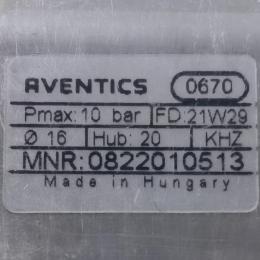 AVENTICS 0670
Pmax: 10 bar FD:21W29
Ø 16 Hub: 20 KHZ
MNR: 0822010513
Made in Hungary